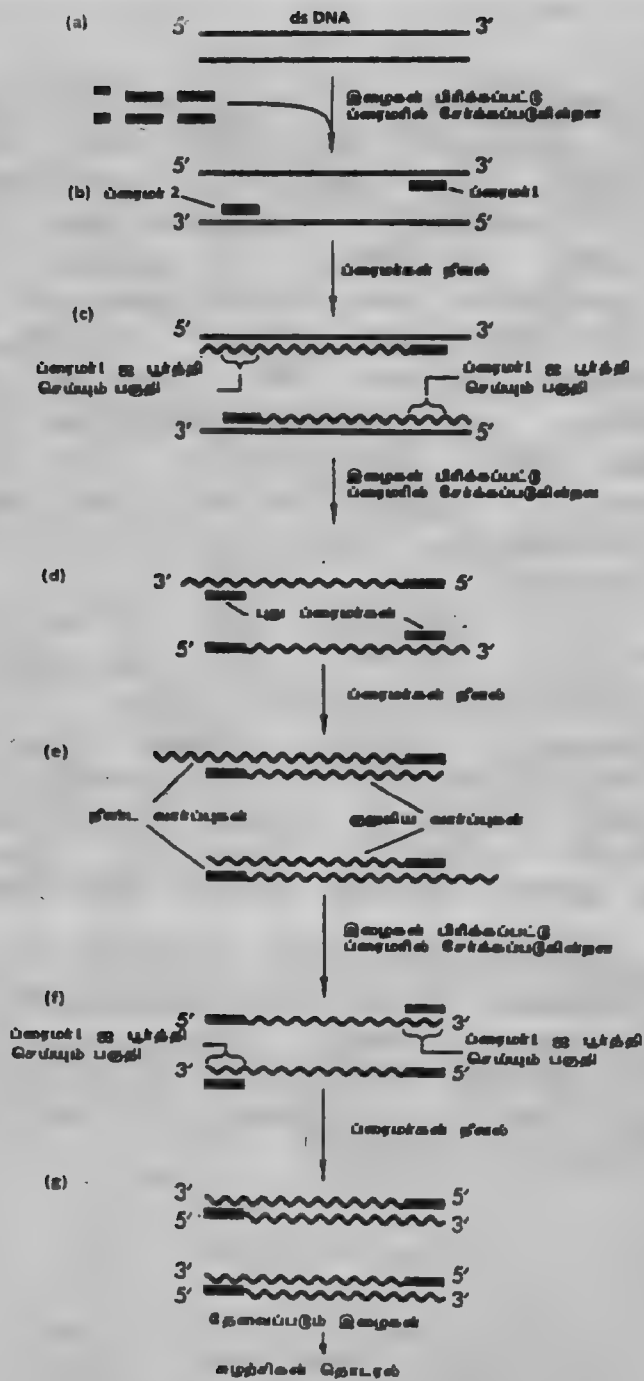 (a) 5′ ds DNA 3′
இழைகள் பிரிக்கப்பட்டு
ப்ரைமரில் சேர்க்கப்படுகின்றன
5′ 3′
(b) ப்ரைமர் 2 ப்ரைமர்1
3′ 5′
ப்ரைமர்கள் நீளல்
(c)
5′ 3′
ப்ரைமர்1 ஐ பூர்த்தி
செய்யும் பகுதி
ப்ரைமர்1 ஐ பூர்த்தி
செய்யும் பகுதி
3′ 5′
இழைகள் பிரிக்கப்பட்டு
ப்ரைமரில் சேர்க்கப்படுகின்றன
(d) 3′ 5′
புது ப்ரைமர்கள்
5′ 3′
ப்ரைமர்கள் நீளல்
(e)
நீண்ட வார்ப்புகள் குறுகிய வார்ப்புகள்
இழைகள் பிரிக்கப்பட்டு
ப்ரைமரில் சேர்க்கப்படுகின்றன
(f) 5′ 3′
ப்ரைமர்1 ஐ பூர்த்தி
செய்யும் பகுதி
ப்ரைமர்1 ஐ பூர்த்தி
செய்யும் பகுதி
3′ 5′
ப்ரைமர்கள் நீளல்
(g)
3′ 5′
5′ 3′
3′ 5′
5′ 3′
தேவைப்படும் இழைகள்
சுழற்சிகள் தொடரல்